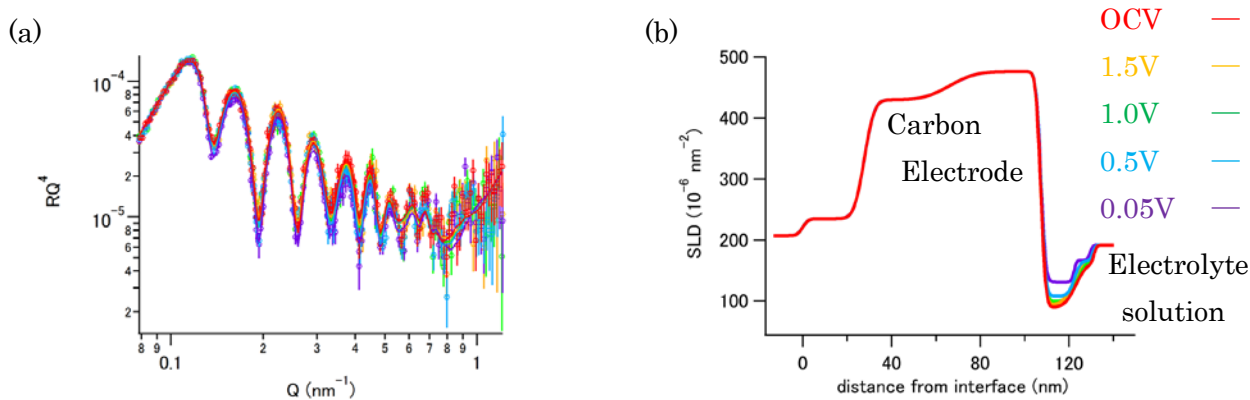 (a)
10⁻⁴
8
6
4
2
10⁻⁵
8
6
4
2
RQ⁴
8 9
0.1
2 3 4 5 6 7 8 9
1
Q (nm⁻¹)
(b)
500
400
300
200
100
SLD (10⁻⁶ nm⁻²)
0 40 80 120
distance from interface (nm)
Carbon
Electrode
OCV
1.5V
1.0V
0.5V
0.05V
Electrolyte
solution